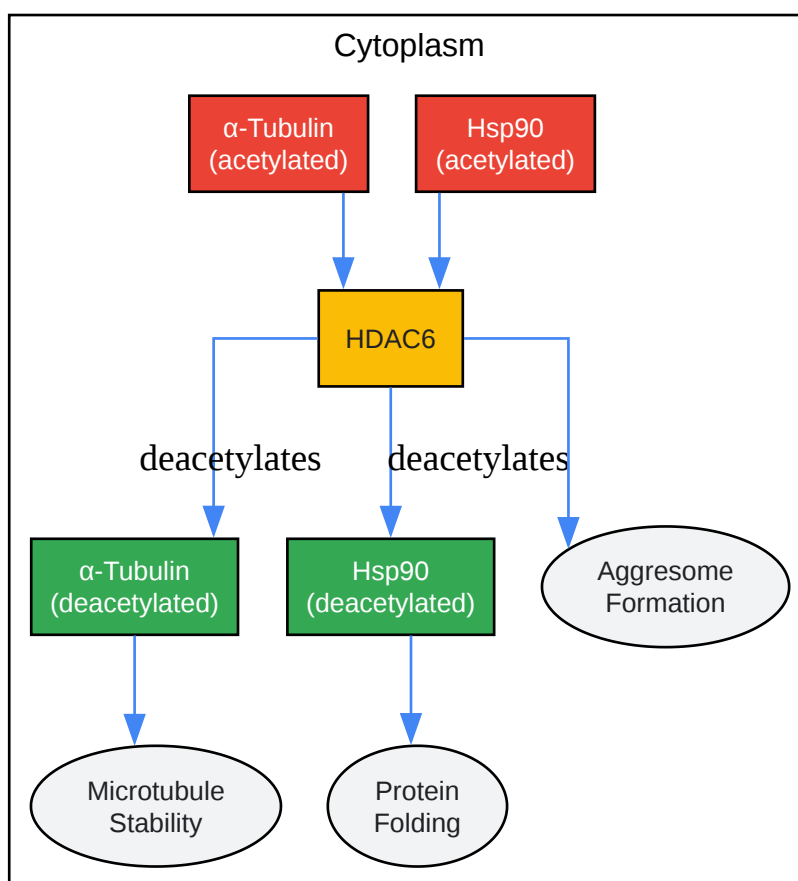 Cytoplasm
α-Tubulin
(acetylated)
Hsp90
(acetylated)
HDAC6
deacetylates
deacetylates
α-Tubulin
(deacetylated)
Hsp90
(deacetylated)
Aggresome
Formation
Microtubule
Stability
Protein
Folding